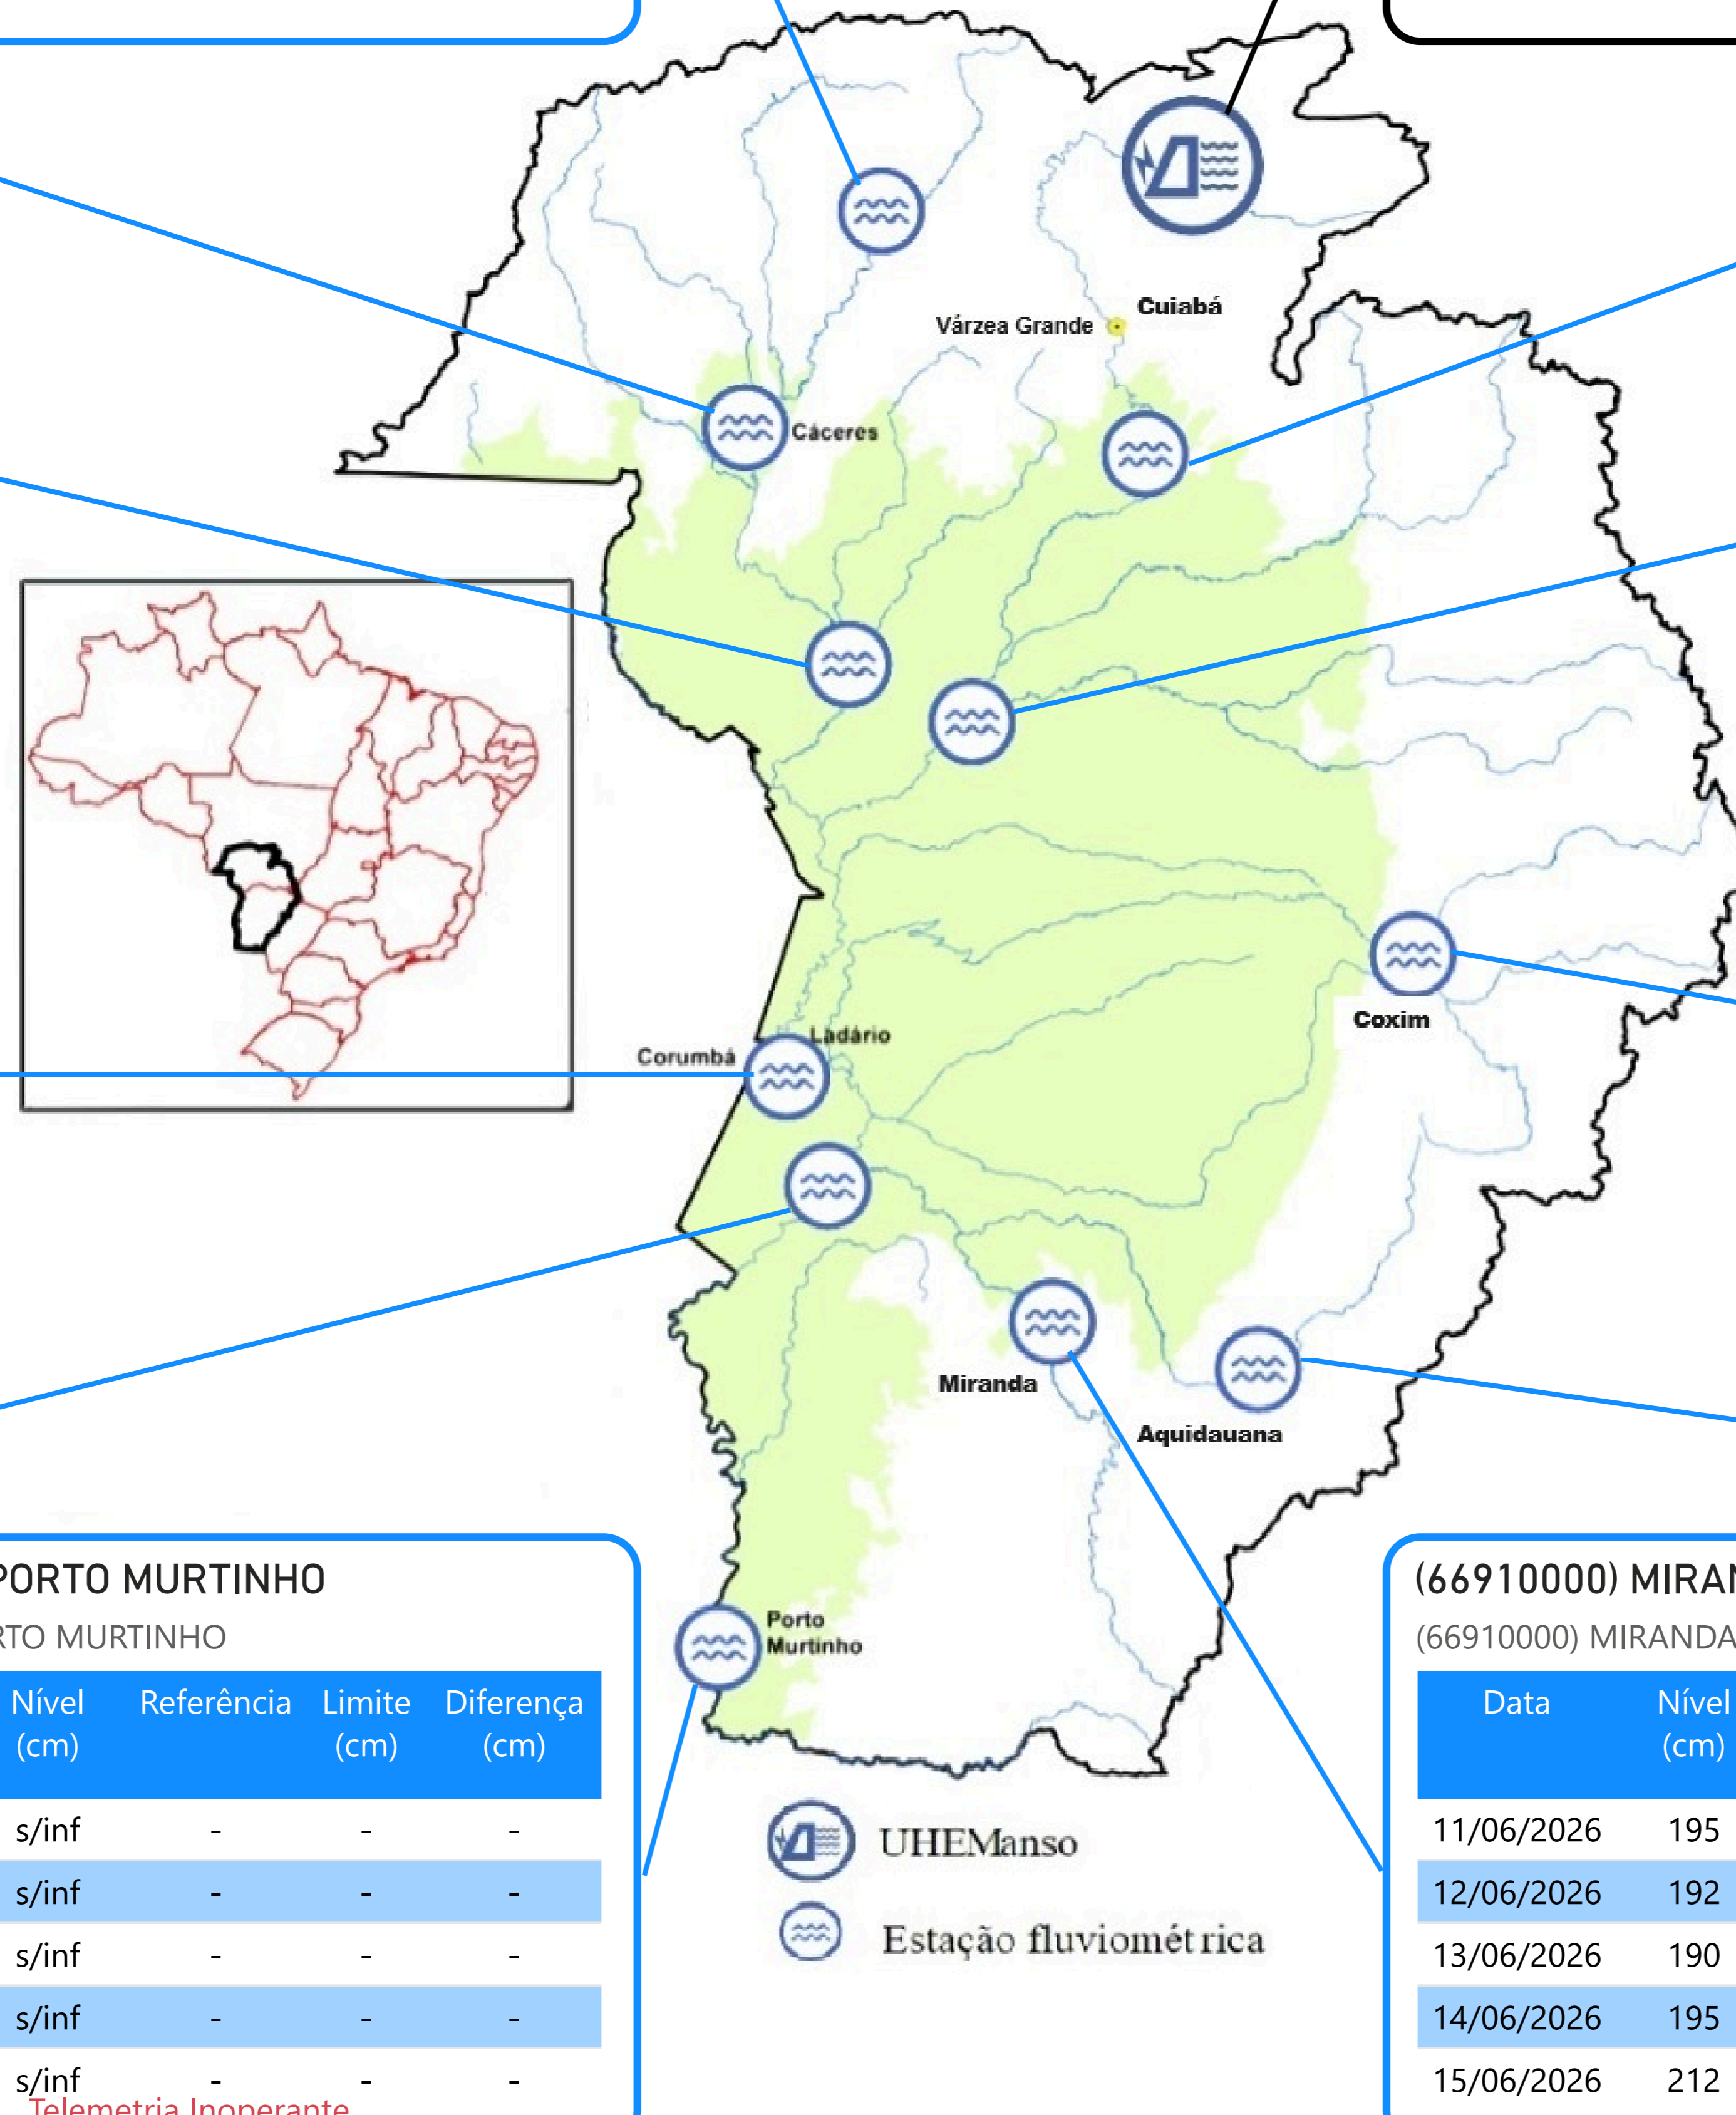 Cuiabá
Várzea Grande
Cáceres
Coxim
Ladário
Corumbá
Miranda
Aquidauana
Porto
Murtinho
UHEManso
Estação fluviométrica
PORTO MURTINHO
RTO MURTINHO
Nível (cm) Referência Limite (cm) Diferença (cm)
s/inf - - -
s/inf - - -
s/inf - - -
s/inf - - -
s/inf - - -
Telemetria Inoperante
(66910000) MIRAN
(66910000) MIRANDA
Data Nível (cm)
11/06/2026 195
12/06/2026 192
13/06/2026 190
14/06/2026 195
15/06/2026 212